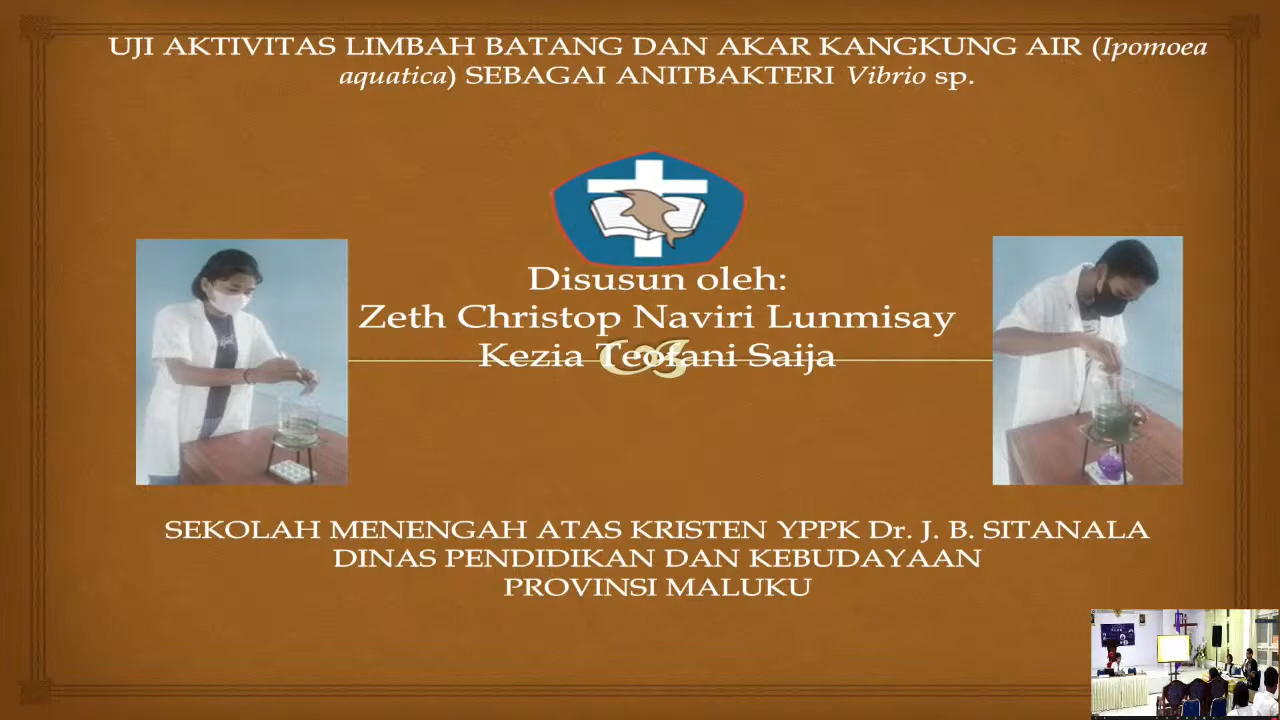 UJI AKTIVITAS LIMBAH BATANG DAN AKAR KANGKUNG AIR (Ipomoea
aquatica) SEBAGAI ANITBAKTERI Vibrio sp.
Disusun oleh:
Zeth Christop Naviri Lunmisay
Kezia Teofani Saija
SEKOLAH MENENGAH ATAS KRISTEN YPPK Dr. J. B. SITANALA
DINAS PENDIDIKAN DAN KEBUDAYAAN
PROVINSI MALUKU